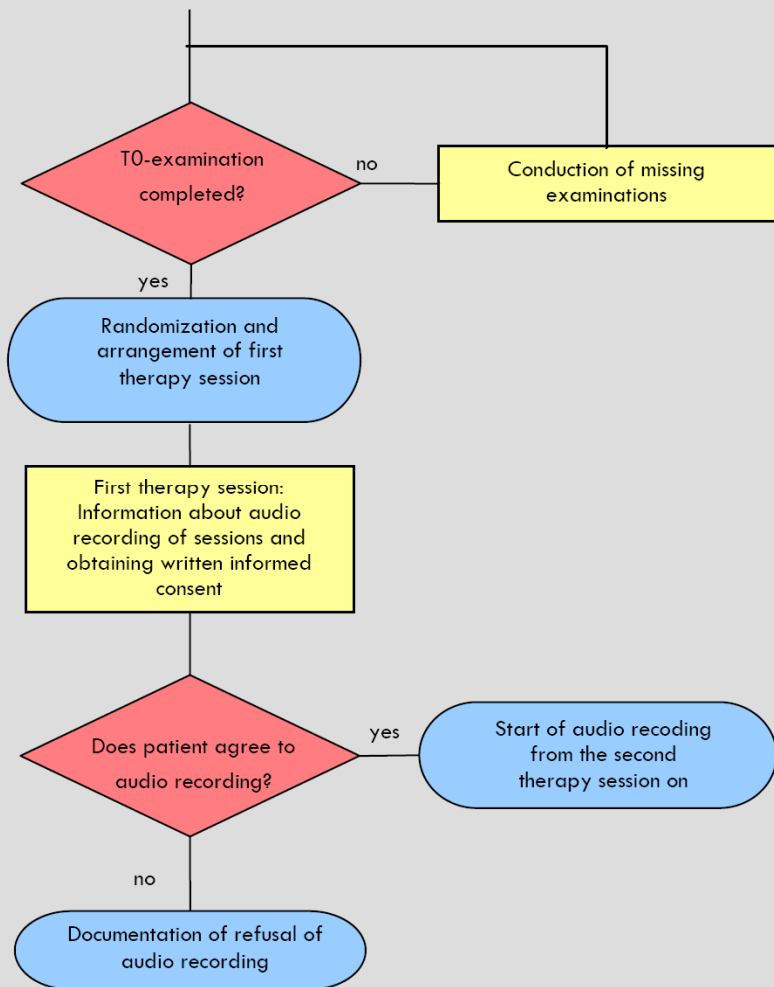 T0-examination
completed?
no
Conduction of missing
examinations
yes
Randomization and
arrangement of first
therapy session
First therapy session:
Information about audio
recording of sessions and
obtaining written informed
consent
Does patient agree to
audio recording?
yes
Start of audio recoding
from the second
therapy session on
no
Documentation of refusal of
audio recording